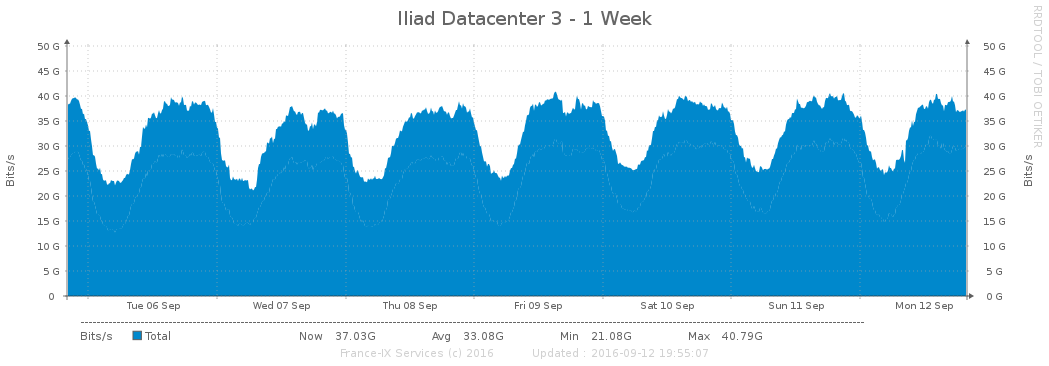 Iliad Datacenter 3 - 1 Week
RRDTOOL / TOBI OETIKER
Bits/s
50 G 50 G
45 G 45 G
40 G 40 G
35 G 35 G
30 G 30 G
25 G 25 G
20 G 20 G
15 G 15 G
10 G 10 G
5 G 5 G
0 0 G
Bits/s
Tue 06 Sep Wed 07 Sep Thu 08 Sep Fri 09 Sep Sat 10 Sep Sun 11 Sep Mon 12 Sep
Bits/s Total Now 37.03G Avg 33.08G Min 21.08G Max 40.79G
France-IX Services (c) 2016 Updated : 2016-09-12 19:55:07